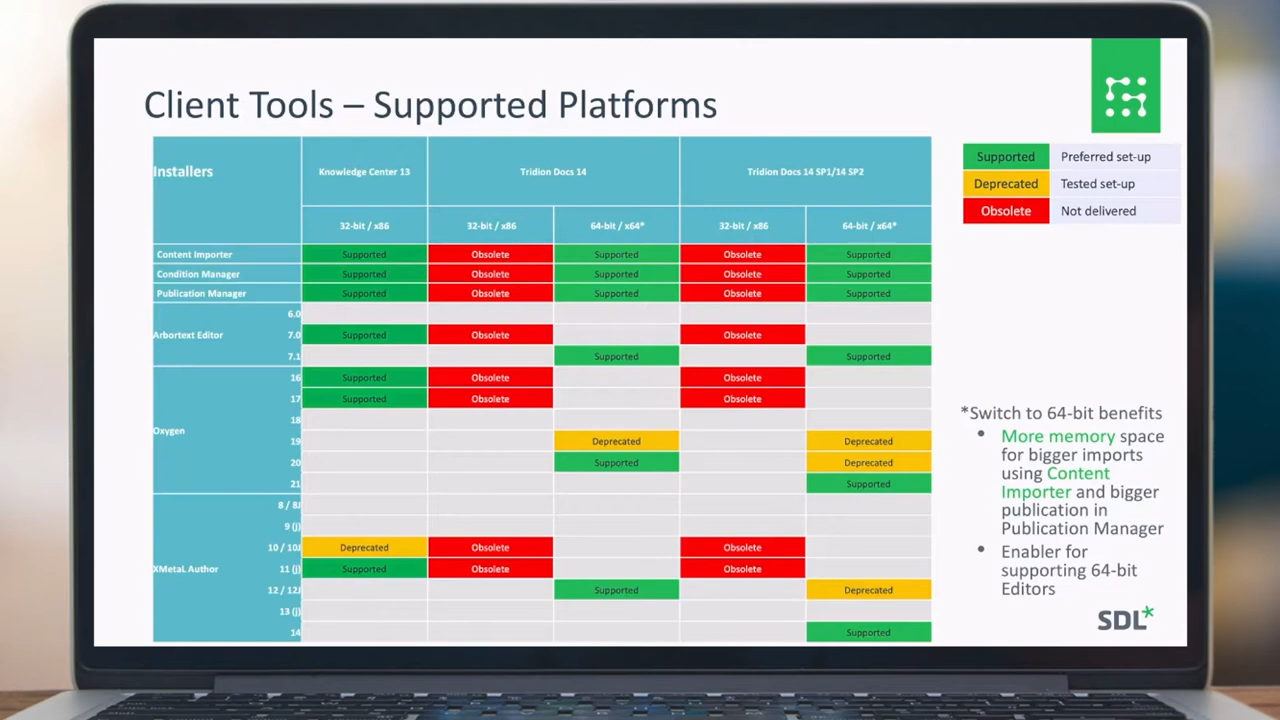 Client Tools – Supported Platforms
Installers
Knowledge Center 13
Tridion Docs 14
Tridion Docs 14 SP1/14 SP2
32-bit / x86
32-bit / x86
64-bit / x64*
32-bit / x86
64-bit / x64*
Content Importer Supported Obsolete Supported Obsolete Supported
Condition Manager Supported Obsolete Supported Obsolete Supported
Publication Manager Supported Obsolete Supported Obsolete Supported
Arbortext Editor
6.0
7.0 Supported Obsolete Obsolete
7.1 Supported Supported
Oxygen
16 Supported Obsolete Obsolete
17 Supported Obsolete Obsolete
18
19 Deprecated Deprecated
20 Supported Deprecated
21 Supported
XMetaL Author
8 / 8J
9 (j)
10 / 10J Deprecated Obsolete Obsolete
11 (j) Supported Obsolete Obsolete
12 / 12J Supported Deprecated
13 (j)
14 Supported
Supported Preferred set-up
Deprecated Tested set-up
Obsolete Not delivered
*Switch to 64-bit benefits
• More memory space
for bigger imports
using Content
Importer and bigger
publication in
Publication Manager
• Enabler for
supporting 64-bit
Editors
SDL*